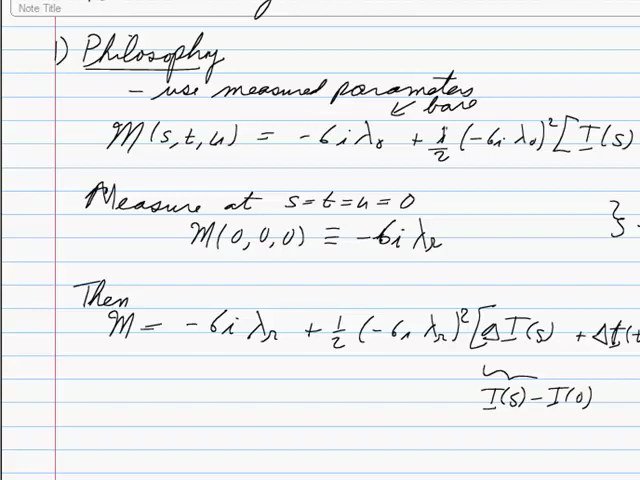 Note Title
1) Philosophy
- use measured parameters
↙ bare
M(s,t,u) = -6iλ₀ + 1/2 (-6iλ₀)² [I(s)
Measure at s=t=u=0
M(0,0,0) ≡ -6iλᵣ
Then
M = -6iλᵣ + 1/2 (-6iλᵣ)² [ΔI(s) + ΔI(t
I(s) - I(0)